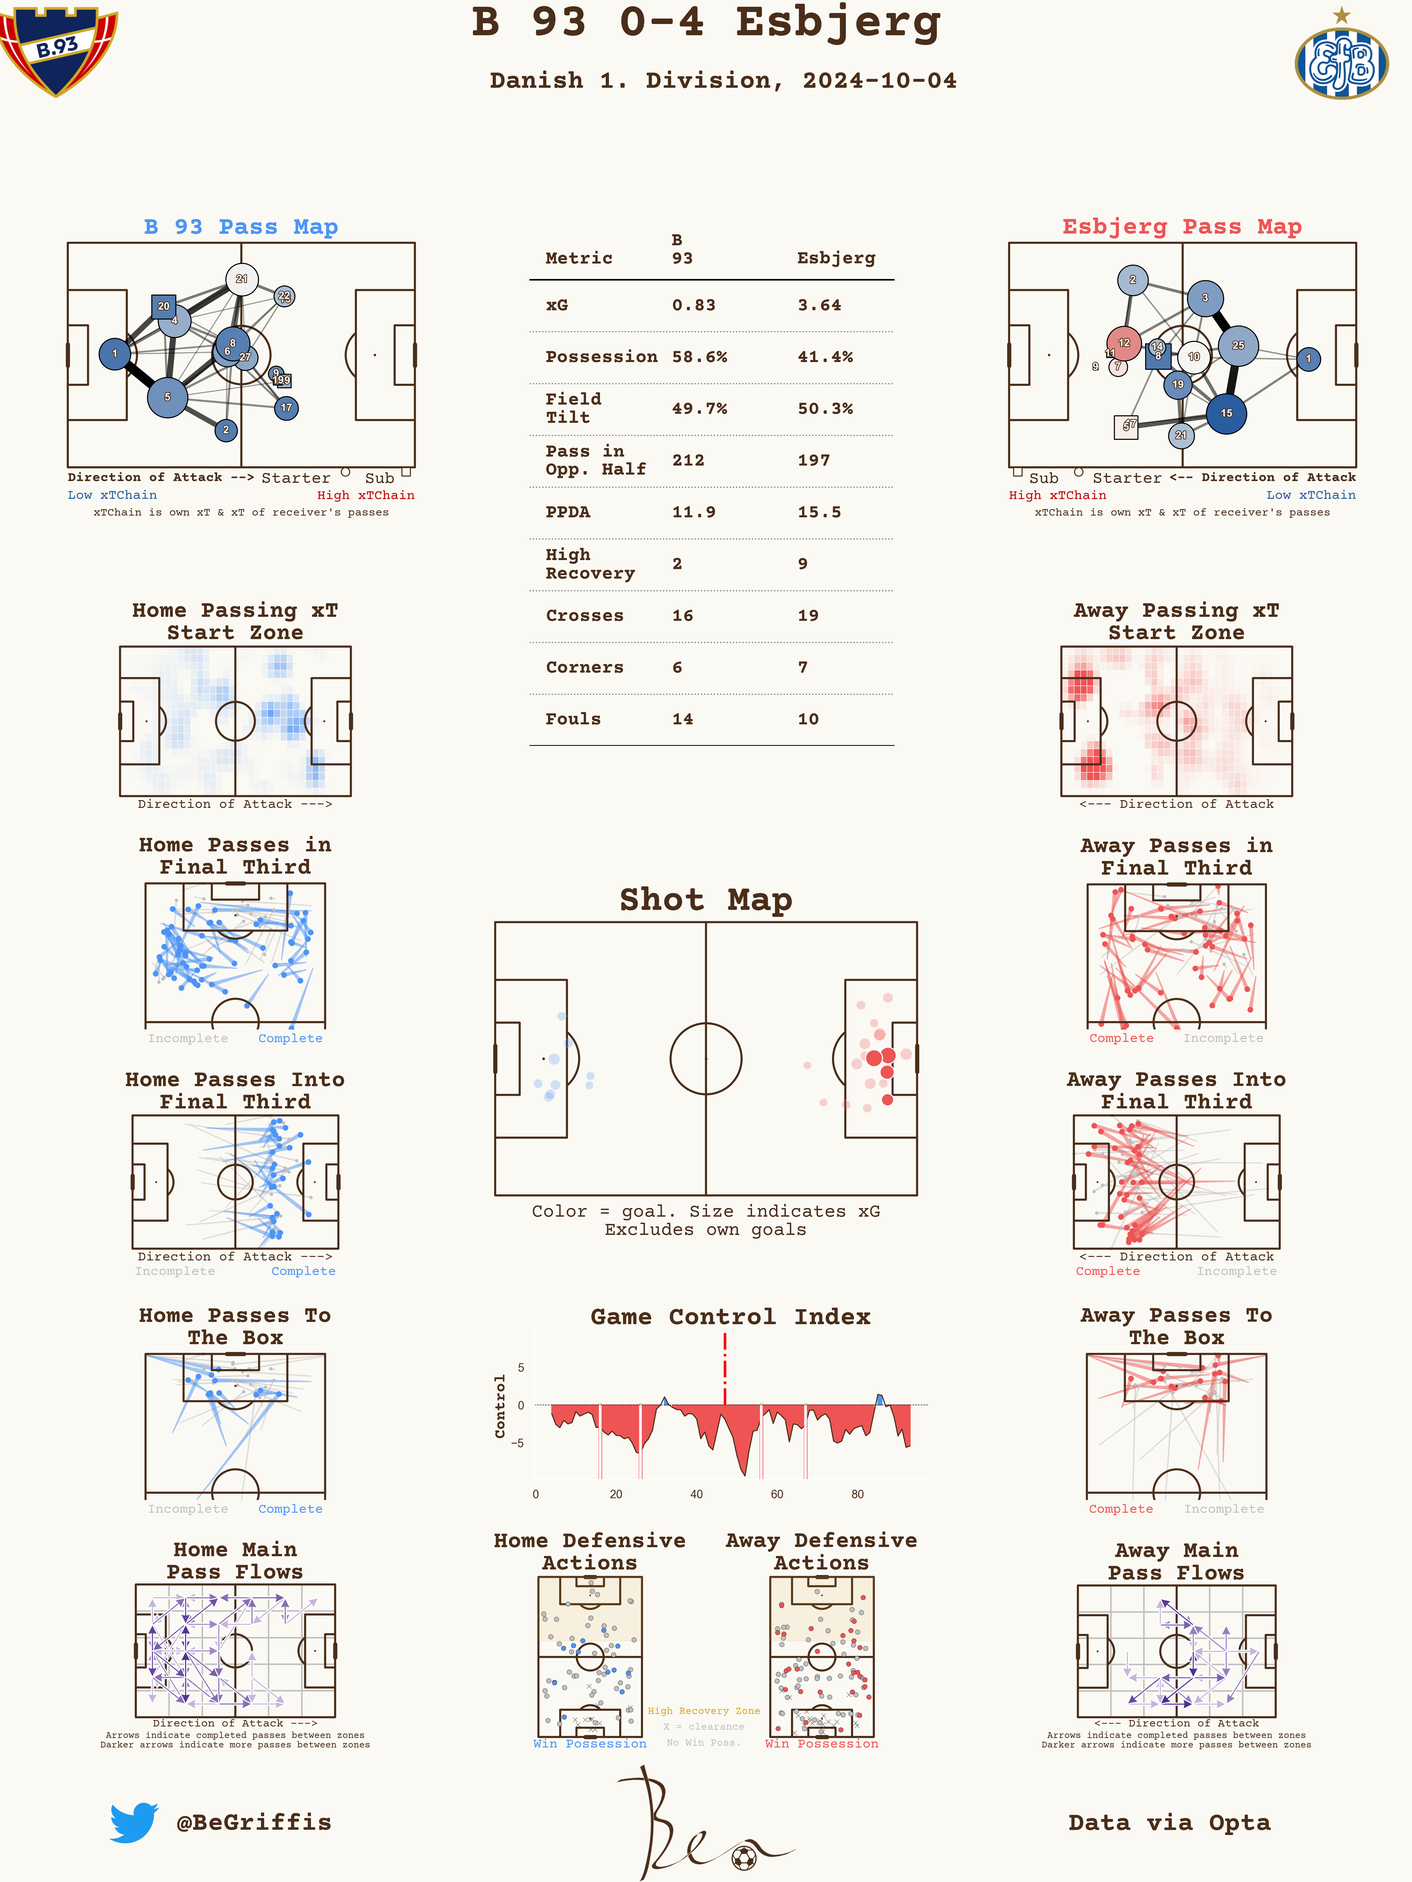 B 93 0-4 Esbjerg
Danish 1. Division, 2024-10-04
B.93
EfB
B 93 Pass Map
21
22
20
4
8
1
6
27
9
199
5
17
2
Direction of Attack --> Starter Sub
Low xTChain High xTChain
xTChain is own xT & xT of receiver's passes
Metric B 93 Esbjerg
xG 0.83 3.64
Possession 58.6% 41.4%
Field Tilt 49.7% 50.3%
Pass in Opp. Half 212 197
PPDA 11.9 15.5
High Recovery 2 9
Crosses 16 19
Corners 6 7
Fouls 14 10
Esbjerg Pass Map
2
3
12
14
25
11
8
10
1
9
7
19
15
5
21
Sub Starter <-- Direction of Attack
High xTChain Low xTChain
xTChain is own xT & xT of receiver's passes
Home Passing xT
Start Zone
Direction of Attack --->
Away Passing xT
Start Zone
<--- Direction of Attack
Home Passes in
Final Third
Incomplete Complete
Away Passes in
Final Third
Complete Incomplete
Shot Map
Color = goal. Size indicates xG
Excludes own goals
Home Passes Into
Final Third
Direction of Attack --->
Incomplete Complete
Away Passes Into
Final Third
<--- Direction of Attack
Complete Incomplete
Home Passes To
The Box
Incomplete Complete
Game Control Index
Control
5
0
−5
0 20 40 60 80
Away Passes To
The Box
Complete Incomplete
Home Main
Pass Flows
Direction of Attack --->
Arrows indicate completed passes between zones
Darker arrows indicate more passes between zones
Home Defensive
Actions
Win Possession
High Recovery Zone
X = clearance
No Win Poss.
Away Defensive
Actions
Win Possession
Away Main
Pass Flows
<--- Direction of Attack
Arrows indicate completed passes between zones
Darker arrows indicate more passes between zones
@BeGriffis
Ben
Data via Opta